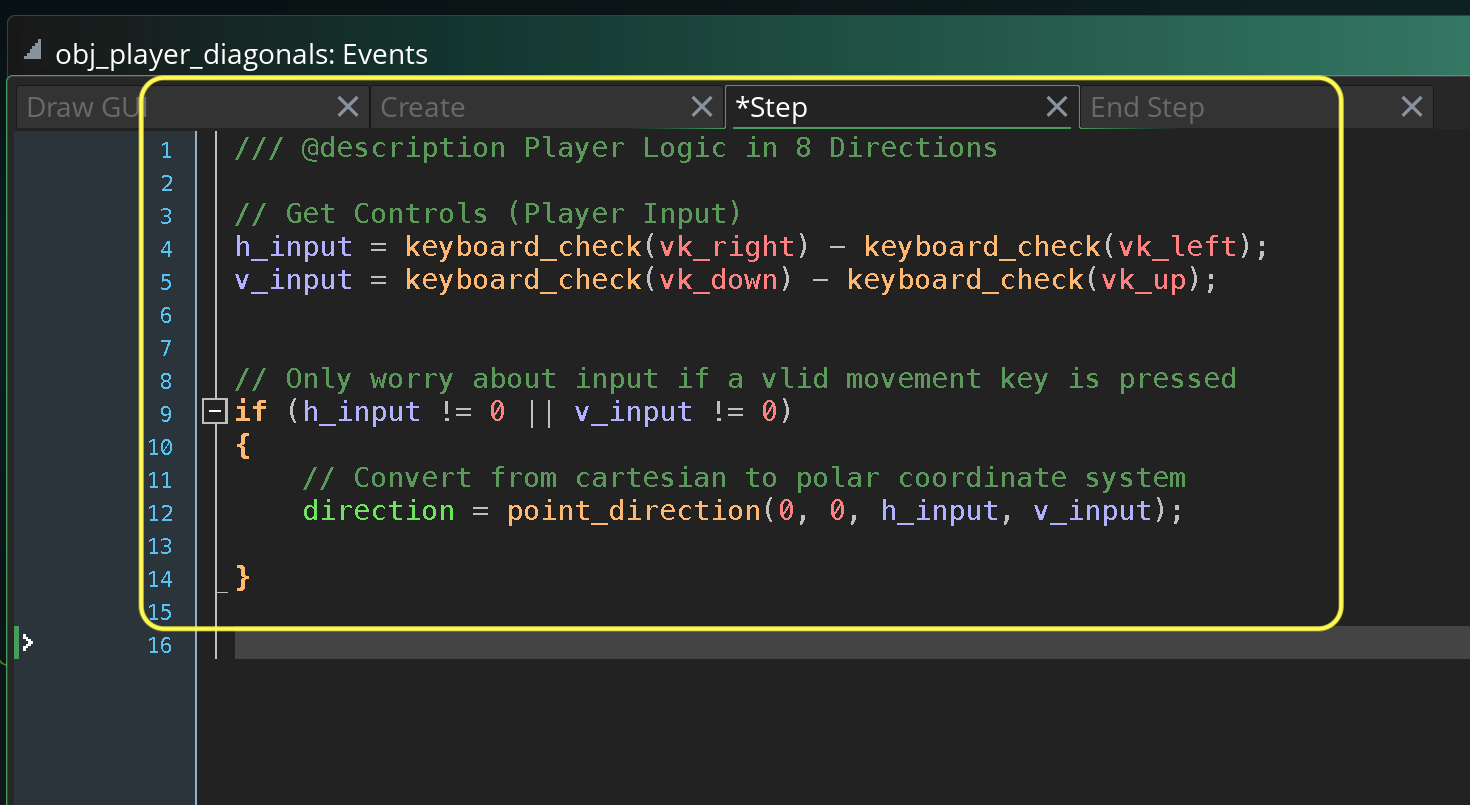 obj_player_diagonals: Events
Draw GUI Create *Step End Step
1 /// @description Player Logic in 8 Directions
2
3 // Get Controls (Player Input)
4 h_input = keyboard_check(vk_right) - keyboard_check(vk_left);
5 v_input = keyboard_check(vk_down) - keyboard_check(vk_up);
6
7
8 // Only worry about input if a vlid movement key is pressed
9 if (h_input != 0 || v_input != 0)
10 {
11 // Convert from cartesian to polar coordinate system
12 direction = point_direction(0, 0, h_input, v_input);
13
14 }
15
16